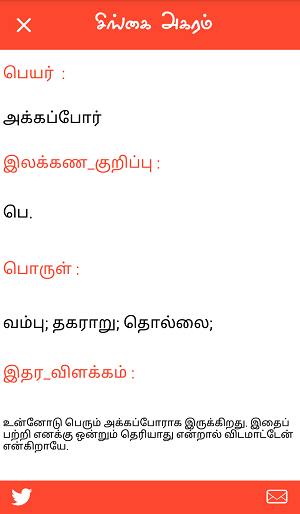 சிங்கை அகரம்
பெயர் :
அக்கப்போர்
இலக்கண_குறிப்பு :
பெ.
பொருள் :
வம்பு; தகராறு; தொல்லை;
இதர_விளக்கம் :
உன்னோடு பெரும் அக்கப்போராக இருக்கிறது. இதைப்
பற்றி எனக்கு ஒன்றும் தெரியாது என்றால் விடமாட்டேன்
என்கிறாயே.